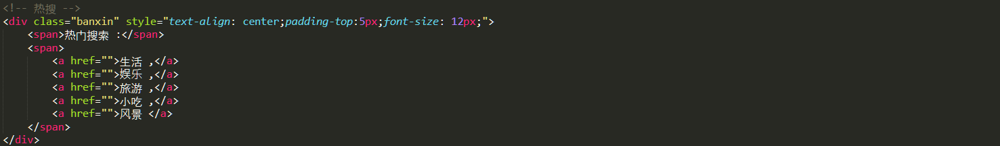 <!-- 热搜 -->
<div class="banxin" style="text-align: center;padding-top:5px;font-size: 12px;">
    <span>热门搜索 :</span>
    <span>
        <a href="">生活 ,</a>
        <a href="">娱乐 ,</a>
        <a href="">旅游 ,</a>
        <a href="">小吃 ,</a>
        <a href="">风景 </a>
    </span>
</div>